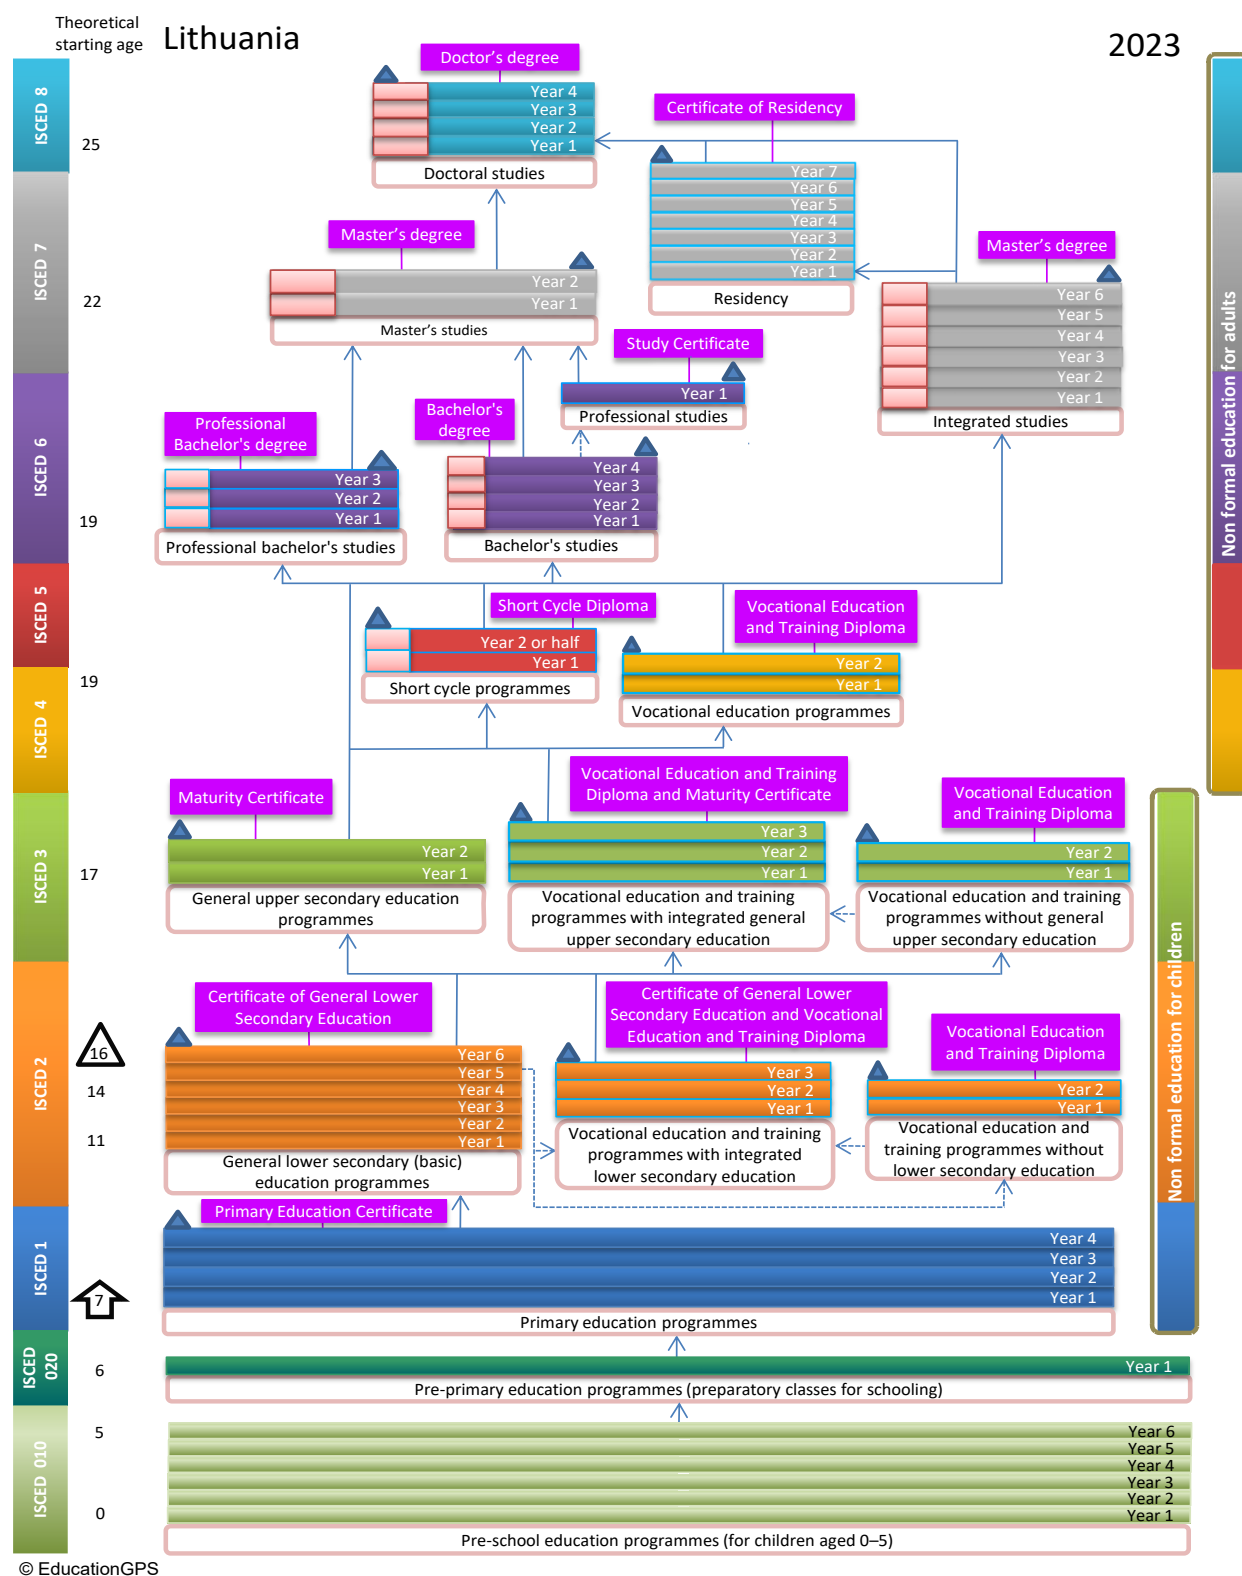 Theoretical
starting age
Lithuania
2023
ISCED 8
25
Doctor's degree
Year 4
Year 3
Year 2
Year 1
Doctoral studies
Certificate of Residency
Year 7
Year 6
Year 5
Year 4
Year 3
Year 2
Year 1
Residency
ISCED 7
22
Master's degree
Year 2
Year 1
Master's studies
Master's degree
Year 6
Year 5
Year 4
Year 3
Year 2
Year 1
Integrated studies
Study Certificate
Year 1
Professional studies
ISCED 6
19
Professional
Bachelor's degree
Year 3
Year 2
Year 1
Professional bachelor's studies
Bachelor's
degree
Year 4
Year 3
Year 2
Year 1
Bachelor's studies
Non formal education for adults
ISCED 5
Short Cycle Diploma
Year 2 or half
Year 1
Short cycle programmes
Vocational Education
and Training Diploma
Year 2
Year 1
Vocational education programmes
19
ISCED 4
ISCED 3
17
Maturity Certificate
Year 2
Year 1
General upper secondary education
programmes
Vocational Education and Training
Diploma and Maturity Certificate
Year 3
Year 2
Year 1
Vocational education and training
programmes with integrated general
upper secondary education
Vocational Education
and Training Diploma
Year 2
Year 1
Vocational education and training
programmes without general
upper secondary education
Non formal education for children
ISCED 2
16
14
11
Certificate of General Lower
Secondary Education
Year 6
Year 5
Year 4
Year 3
Year 2
Year 1
General lower secondary (basic)
education programmes
Certificate of General Lower
Secondary Education and Vocational
Education and Training Diploma
Year 3
Year 2
Year 1
Vocational education and training
programmes with integrated
lower secondary education
Vocational Education
and Training Diploma
Year 2
Year 1
Vocational education and
training programmes without
lower secondary education
ISCED 1
7
Primary Education Certificate
Year 4
Year 3
Year 2
Year 1
Primary education programmes
ISCED
020
6
Year 1
Pre-primary education programmes (preparatory classes for schooling)
ISCED 010
5
0
Year 6
Year 5
Year 4
Year 3
Year 2
Year 1
Pre-school education programmes (for children aged 0–5)
© EducationGPS